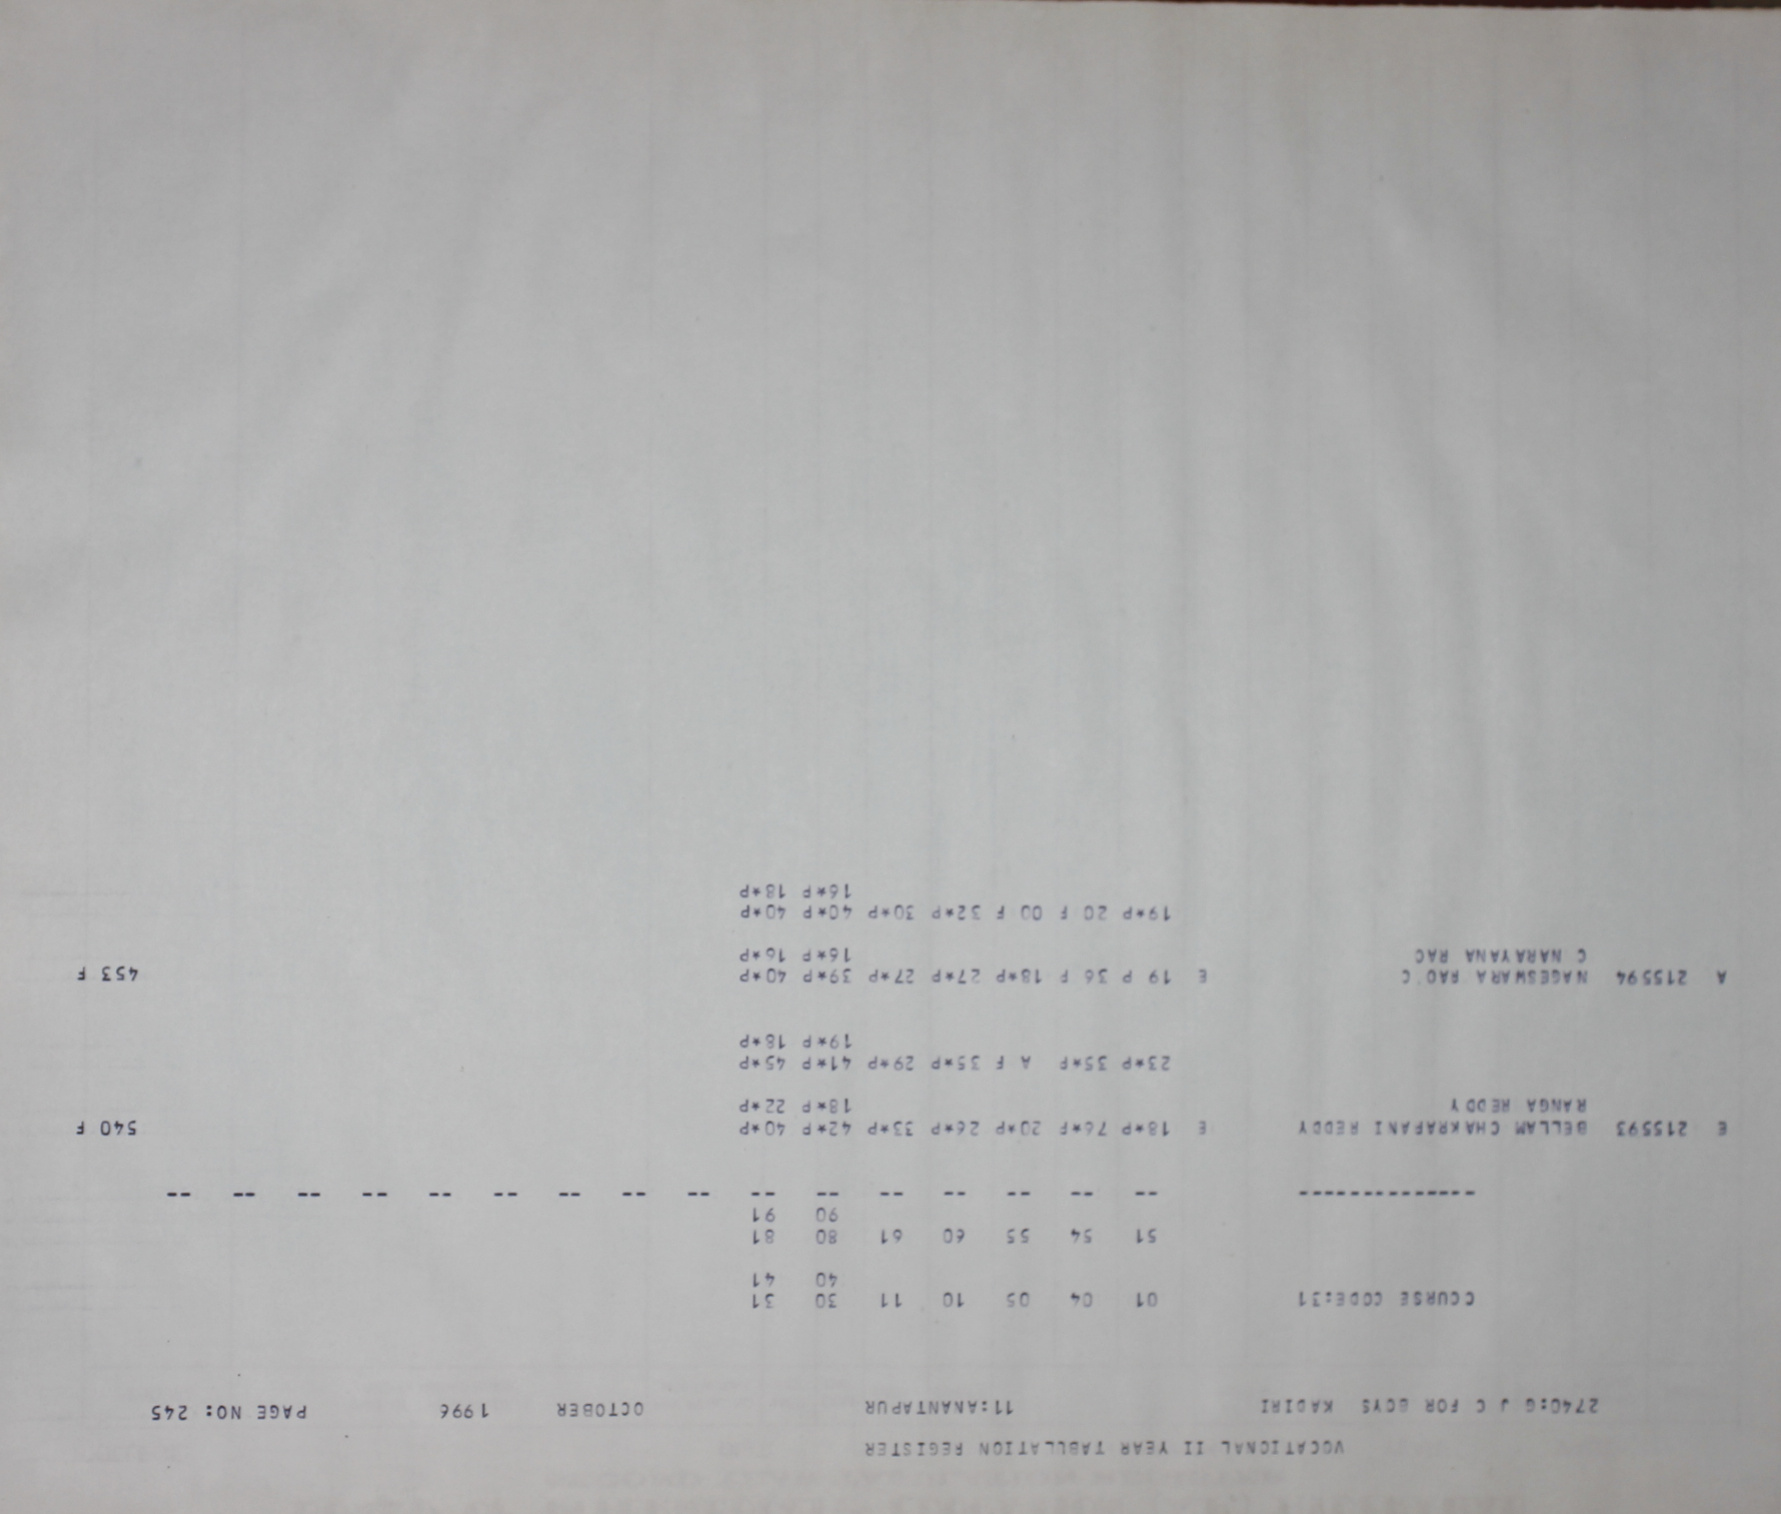 VOCATIONAL II YEAR TABLLATION REGISTER
2740:G J C FOR BOYS KADIRI 11:ANANTAPUR OCTOBER 1996 PAGE NO: 245
COURSE CODE:31 01 04 05 10 11 30 31
40 41
51 54 55 60 61 80 81
90 91
-------------- -- -- -- -- -- -- -- -- -- -- -- -- -- -- -- --
E 215593 BELLAM CHAKRAPANI REDDY E 18*P 76*P 20*P 26*P 33*P 42*P 40*P 540 F
RANGA REDDY 18*P 22*P
23*P 35*P A F 35*P 29*P 41*P 45*P
19*P 18*P
A 215594 NAGESWARA RAO C E 19 P 36 F 18*P 27*P 27*P 39*P 40*P 453 F
C NARAYANA RAO 16*P 16*P
19*P 20 F 00 F 32*P 30*P 40*P 40*P
16*P 18*P